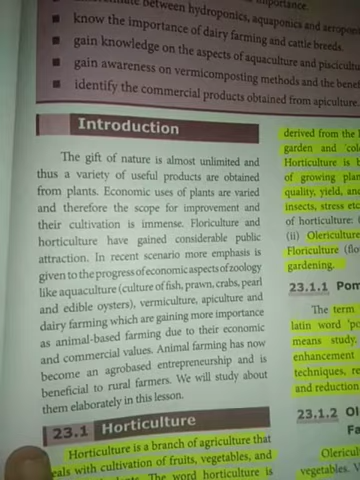 between hydroponics, aquaponics and aeropon
know the importance of dairy farming and cattle breeds.
gain knowledge on the aspects of aquaculture and piscicultu
gain awareness on vermicomposting methods and the benef
identify the commercial products obtained from apiculture.
Introduction
The gift of nature is almost unlimited and
thus a variety of useful products are obtained
from plants. Economic uses of plants are varied
and therefore the scope for improvement and
their cultivation is immense. Floriculture and
horticulture have gained considerable public
attraction. In recent scenario more emphasis is
given to the progress of economic aspects of zoology
like aquaculture (culture of fish, prawn, crabs, pearl
and edible oysters), vermiculture, apiculture and
dairy farming which are gaining more importance
as animal-based farming due to their economic
and commercial values. Animal farming has now
become an agrobased entrepreneurship and is
beneficial to rural farmers. We will study about
them elaborately in this lesson.
23.1 Horticulture
Horticulture is a branch of agriculture that
eals with cultivation of fruits, vegetables, and
The word horticulture is
derived from the L
garden and 'col
Horticulture is b
of growing plan
quality, yield, an
insects, stress etc
of horticulture: (
(ii) Olericulture
Floriculture (flo
gardening.
23.1.1 Pom
The term
latin word 'po
means study.
enhancement
techniques, re
and reduction
23.1.2 Ol
Fa
Olericul
vegetables. V